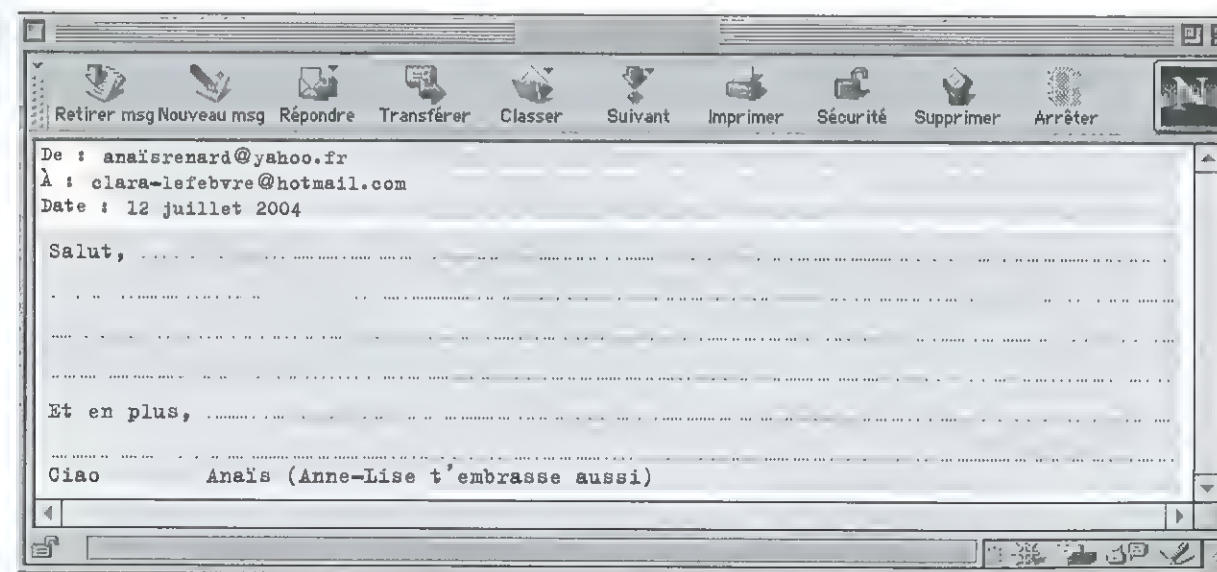 Retirer msg Nouveau msg Répondre Transférer Classer Suivant Imprimer Sécurité Supprimer Arrêter
N
De : anaïsrenard@yahoo.fr
À : clara-lefebvre@hotmail.com
Date : 12 juillet 2004
Salut,
Et en plus,
Ciao Anaïs (Anne-Lise t'embrasse aussi)